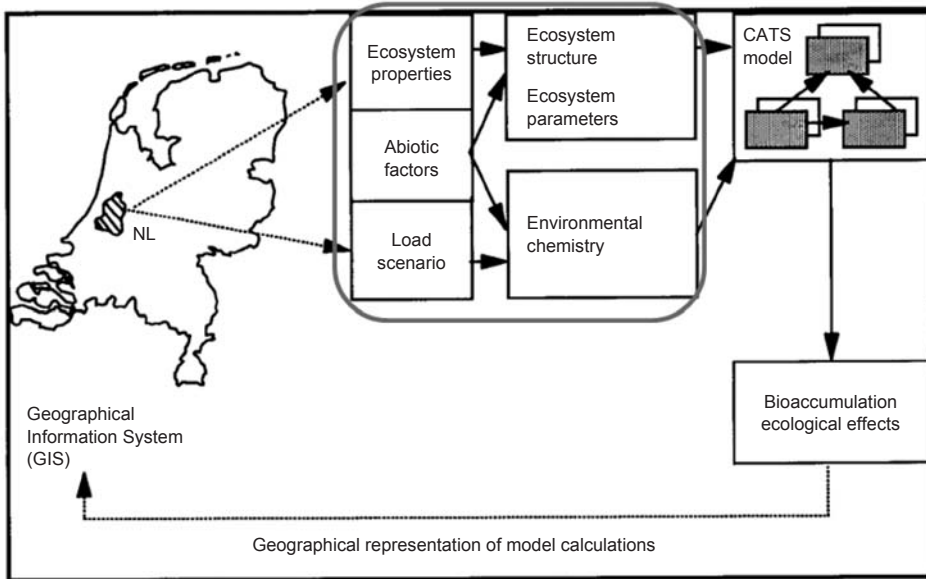 Ecosystem
properties
Abiotic
factors
Load
scenario
Ecosystem
structure
Ecosystem
parameters
Environmental
chemistry
CATS
model
NL
Bioaccumulation
ecological effects
Geographical
Information System
(GIS)
Geographical representation of model calculations